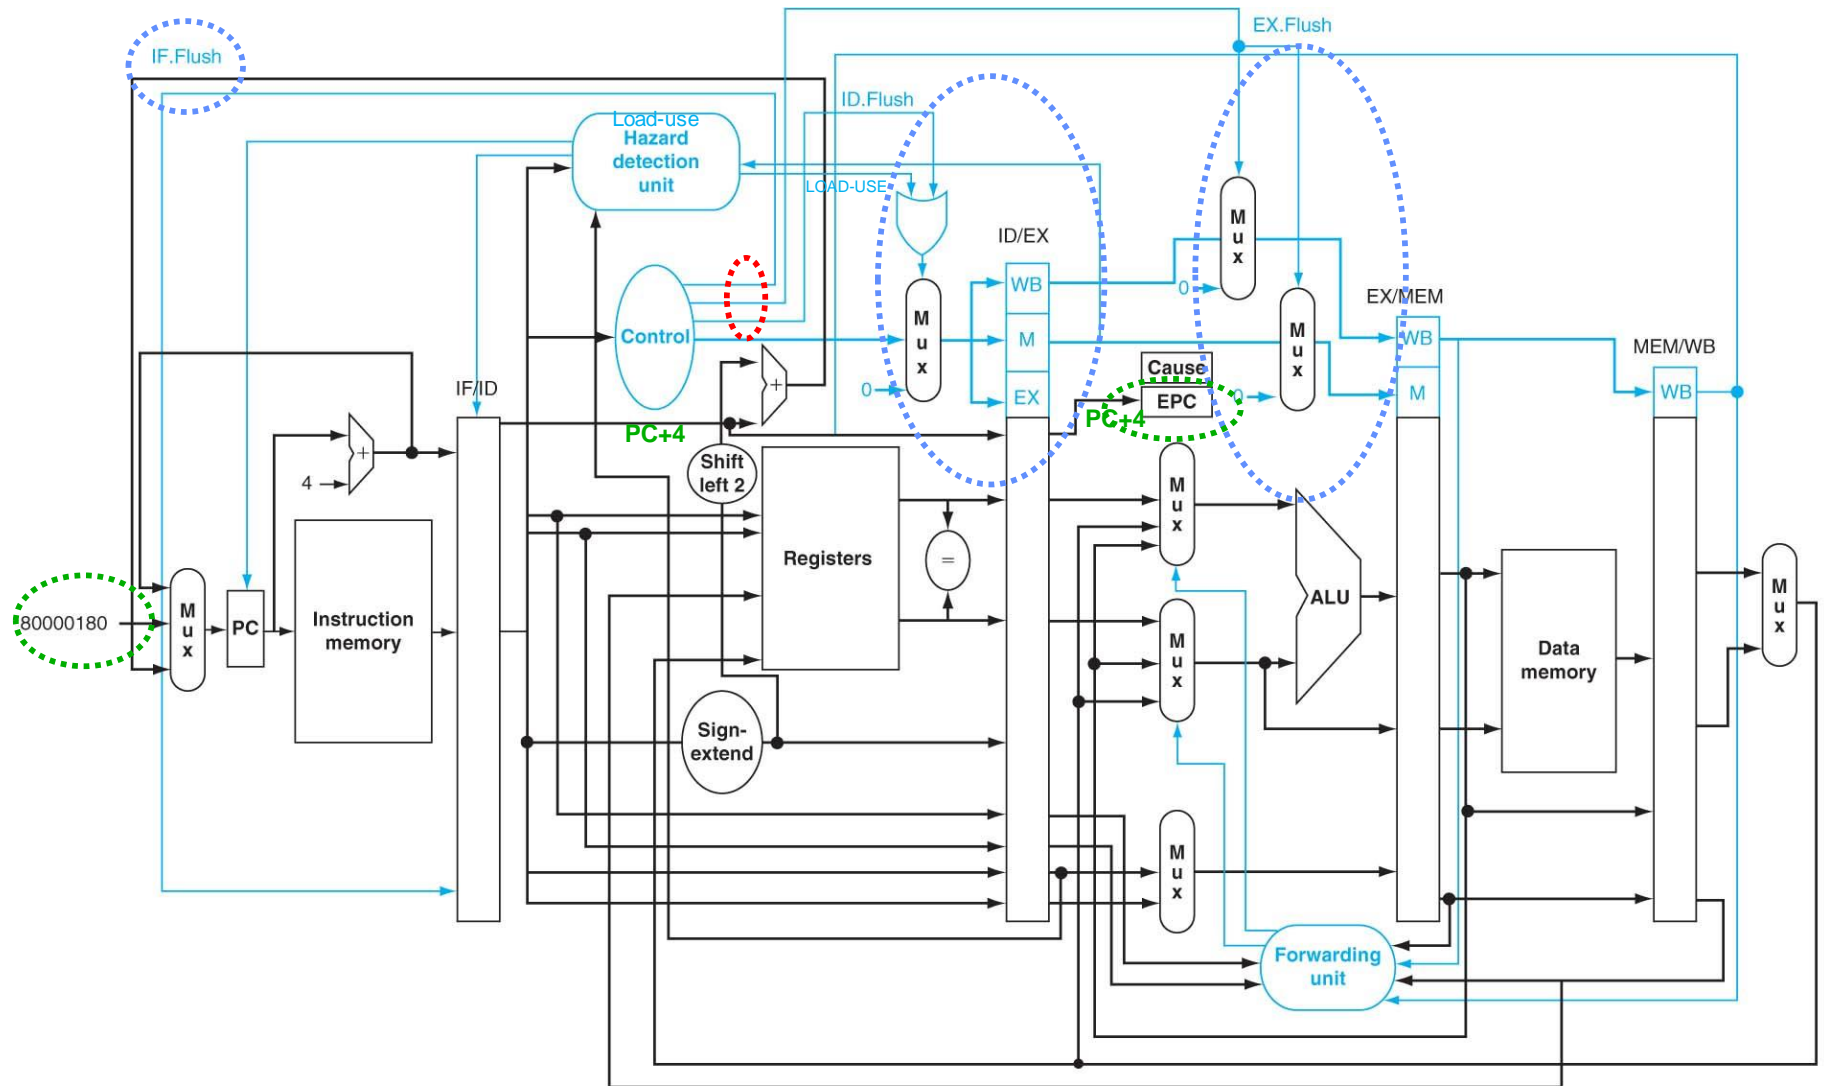 EX.Flush
IF.Flush
ID.Flush
Load-use
Hazard
detection
unit
LOAD-USE
M
u
x
ID/EX
WB
0
EX/MEM
Control
M
u
x
M
M
u
x
WB
MEM/WB
Cause
IF/ID
0
EX
EPC
0
M
WB
PC+4
PC+4
+
+
4
Shift
left 2
M
u
x
Registers
=
80000180
M
u
x
PC
Instruction
memory
M
u
x
ALU
Data
memory
M
u
x
Sign-
extend
M
u
x
Forwarding
unit